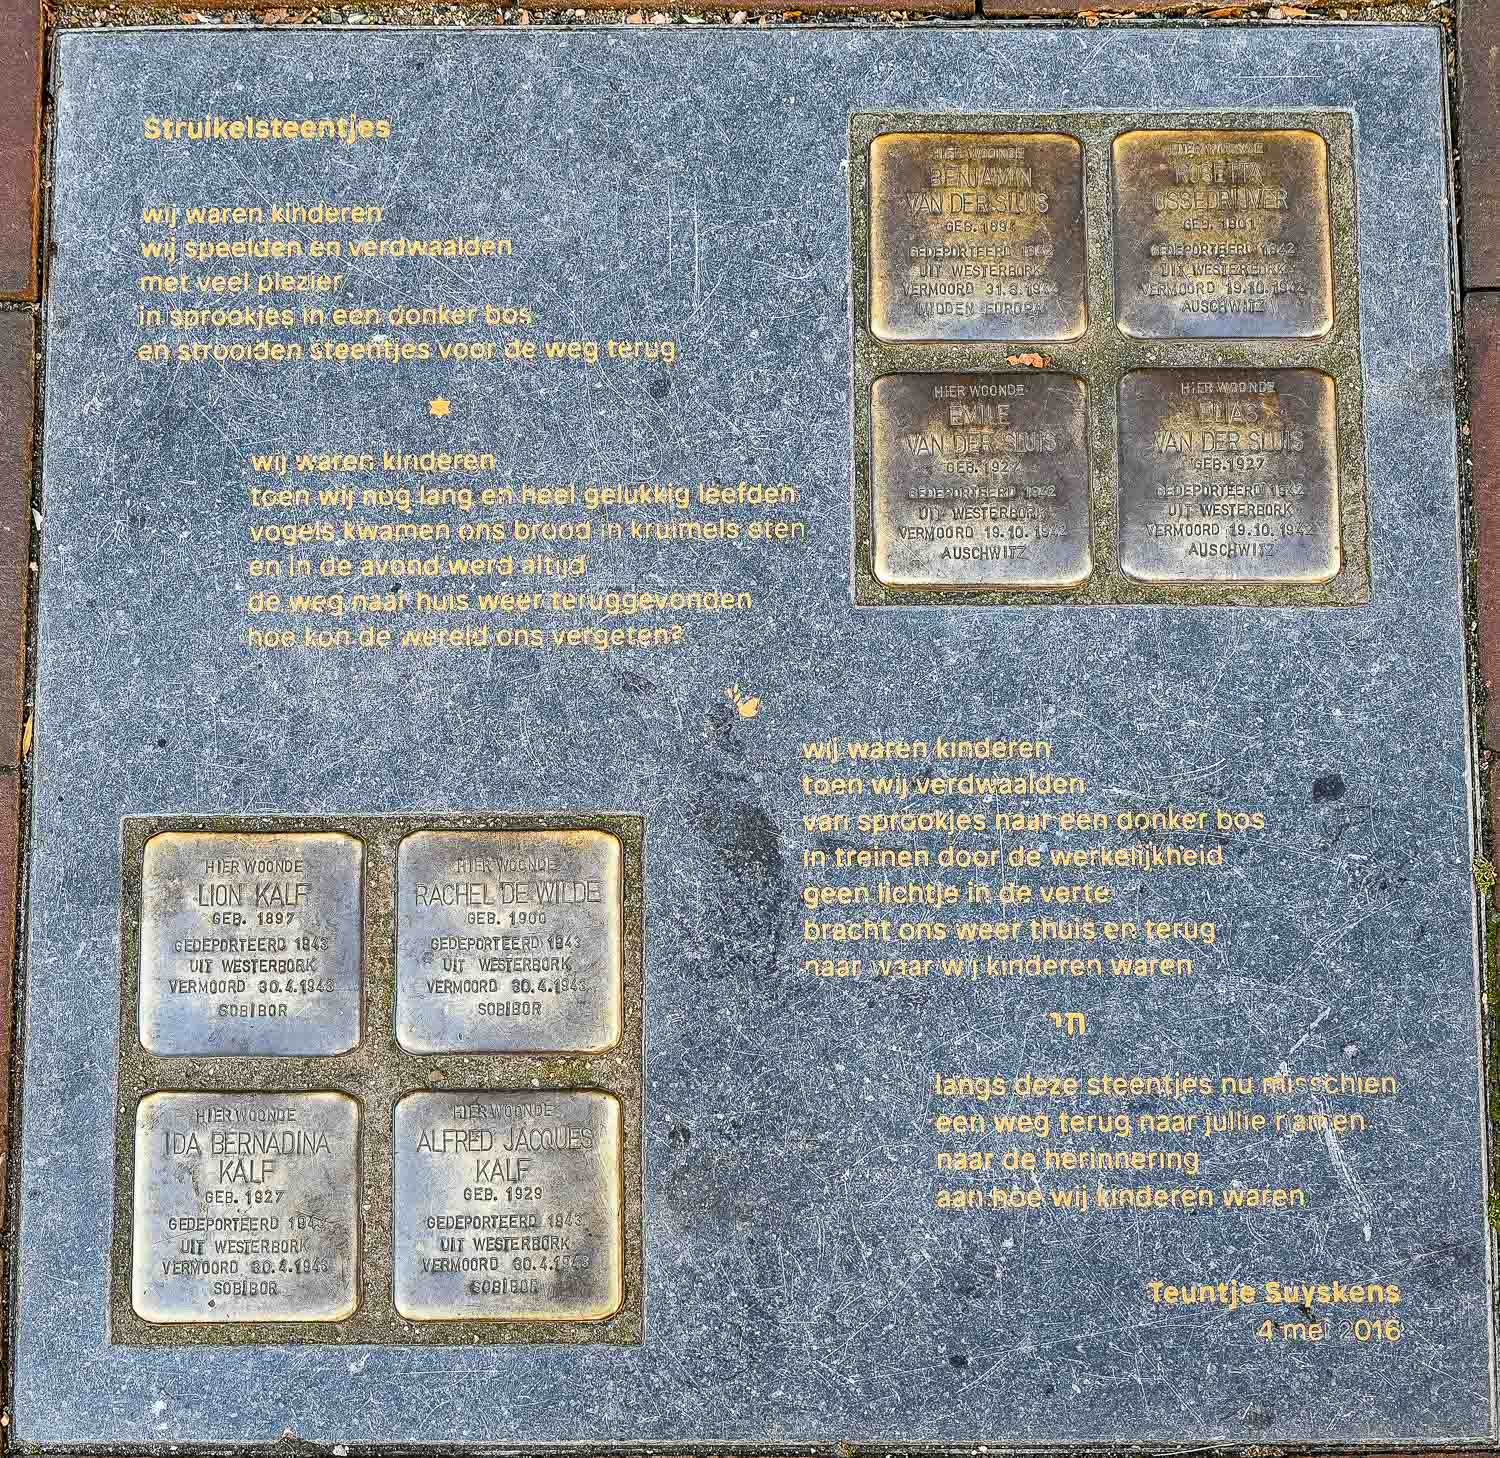 Struikelsteentjes
wij waren kinderen
wij speelden en verdwaalden
met veel plezier
in sprookjes in een donker bos
en strooiden steentjes voor de weg terug
wij waren kinderen
toen wij nog lang en heel gelukkig leefden
vogels kwamen ons brood in kruimels eten
en in de avond werd altijd
de weg naar huis weer teruggevonden
hoe kon de wereld ons vergeten?
wij waren kinderen
toen wij verdwaalden
van sprookjes naar een donker bos
in treinen door de werkelijkheid
geen lichtje in de verte
bracht ons weer thuis en terug
naar waar wij kinderen waren
langs deze steentjes nu misschien
een weg terug naar jullie namen
naar de herinnering
aan hoe wij kinderen waren
Teuntje Suyskens
4 mei 2016
HIER WOONDE
BENJAMIN
VAN DER SLUIS
GEB.
GEDEPORTEERD 1942
UIT WESTERBORK
VERMOORD 31.3.1944
MIDDEN EUROPA
HIER WOONDE
ROSETTA
OSSEDRIJVER
GEB. 1901
GEDEPORTEERD 1942
UIT WESTERBORK
VERMOORD 19.10.1942
AUSCHWITZ
HIER WOONDE
EMILE
VAN DER SLUIS
GEB.
GEDEPORTEERD 1942
UIT WESTERBORK
VERMOORD 19.10.1942
AUSCHWITZ
HIER WOONDE
ELIAS
VAN DER SLUIS
GEB. 1927
GEDEPORTEERD 1942
UIT WESTERBORK
VERMOORD 19.10.1942
AUSCHWITZ
HIER WOONDE
LION KALF
GEB. 1897
GEDEPORTEERD 1943
UIT WESTERBORK
VERMOORD 30.4.1943
SOBIBOR
HIER WOONDE
RACHEL DE WILDE
GEB. 1900
GEDEPORTEERD 1943
UIT WESTERBORK
VERMOORD 30.4.1943
SOBIBOR
HIER WOONDE
IDA BERNADINA
KALF
GEB. 1927
GEDEPORTEERD 1943
UIT WESTERBORK
VERMOORD 30.4.1943
SOBIBOR
HIER WOONDE
ALFRED JACQUES
KALF
GEB. 1929
GEDEPORTEERD 1943
UIT WESTERBORK
VERMOORD 30.4.1943
SOBIBOR